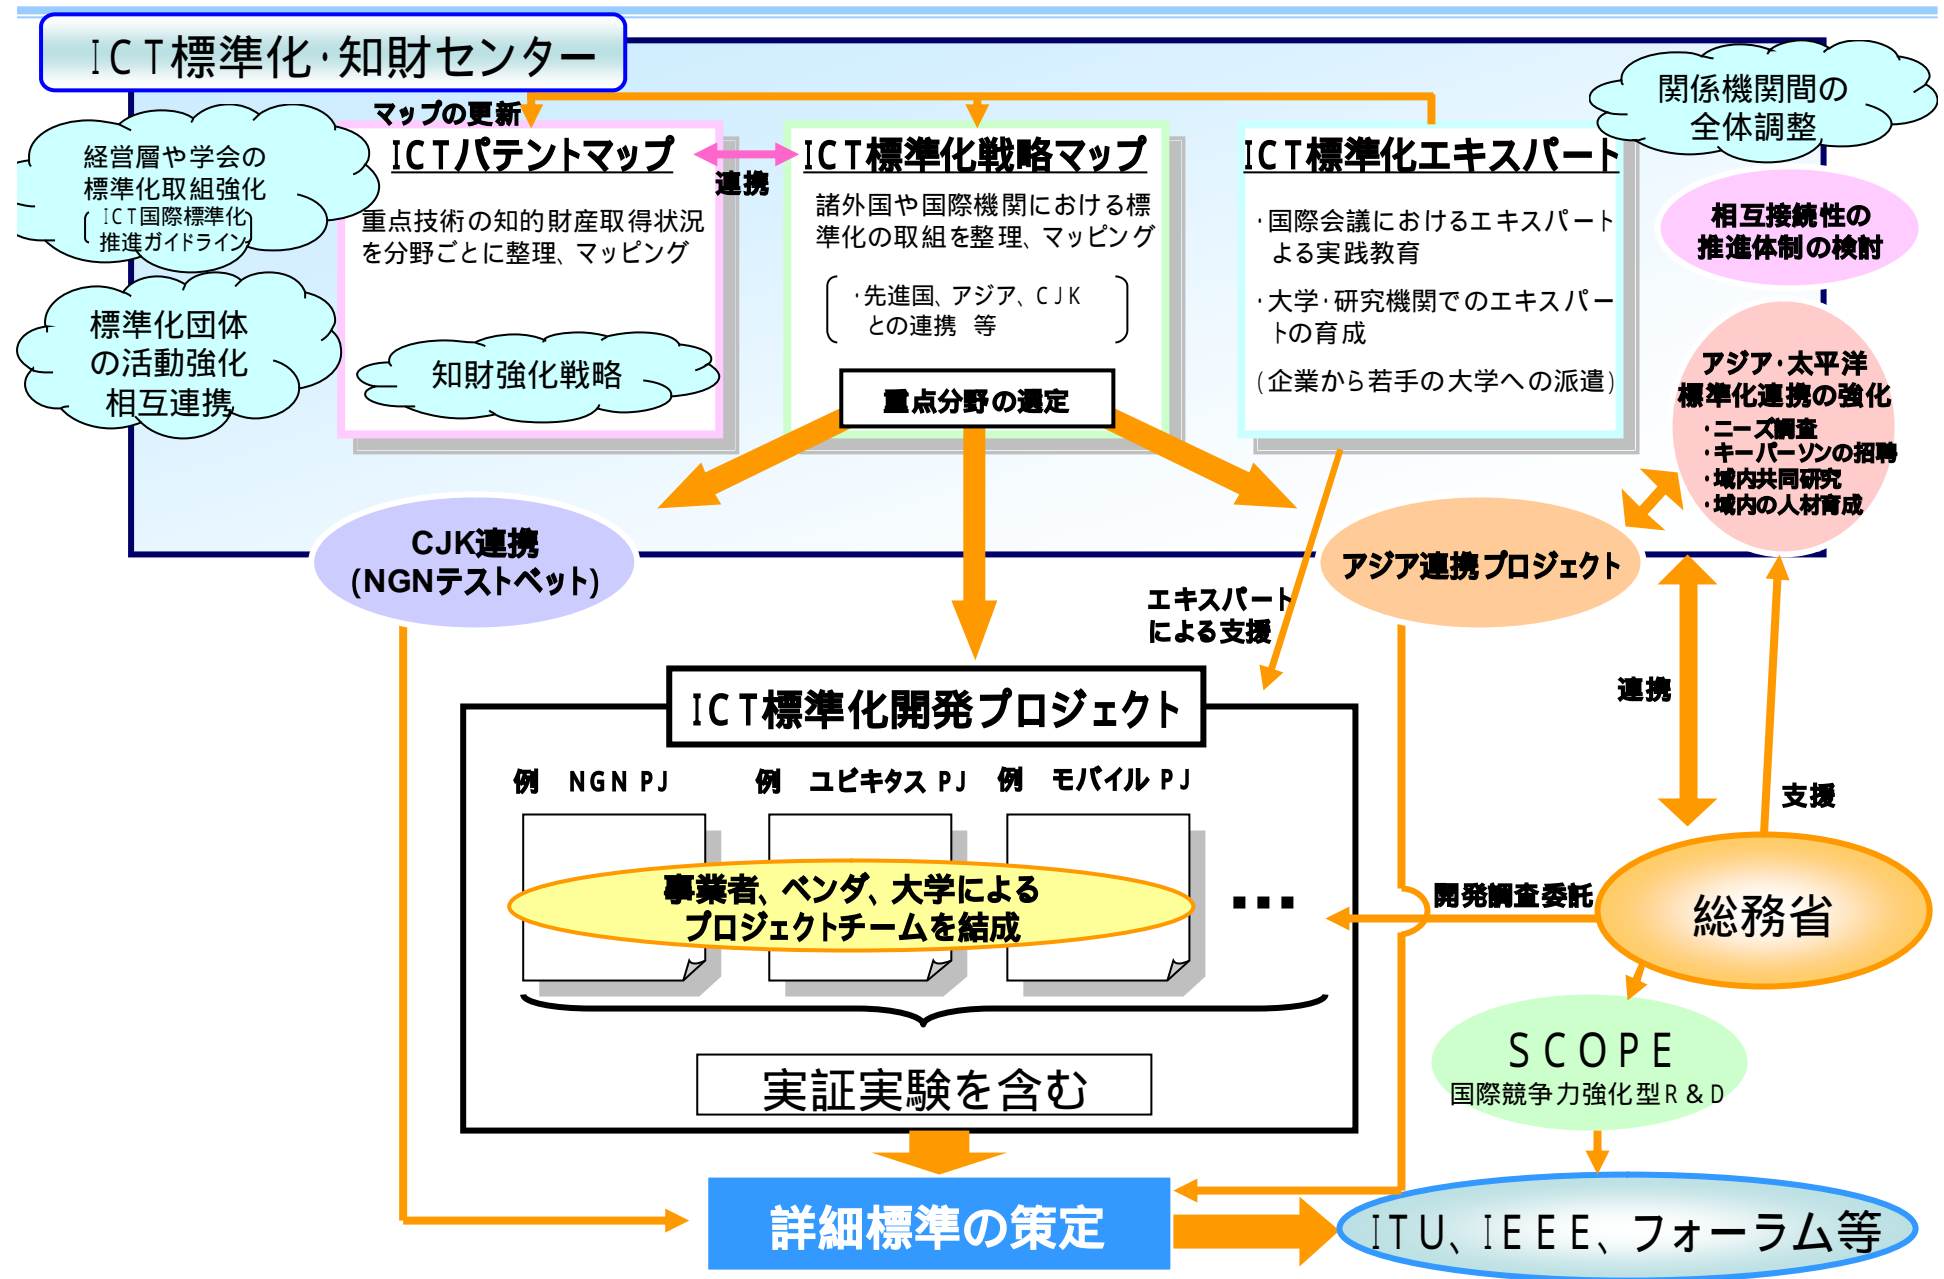 ICT標準化・知財センター
関係機関間の
全体調整
経営層や学会の
標準化取組強化
ICT国際標準化
推進ガイドライン
標準化団体
の活動強化
相互連携
マップの更新
ICTパテントマップ
重点技術の知的財産取得状況
を分野ごとに整理、マッピング
知財強化戦略
連携
ICT標準化戦略マップ
諸外国や国際機関における標
準化の取組を整理、マッピング
・先進国、アジア、CJK
との連携 等
重点分野の選定
ICT標準化エキスパート
・国際会議におけるエキスパート
よる実践教育
・大学・研究機関でのエキスパー
トの育成
(企業から若手の大学への派遣)
相互接続性の
推進体制の検討
アジア・太平洋
標準化連携の強化
・ニーズ調査
・キーパーソンの招聘
・域内共同研究
・域内の人材育成
CJK連携
(NGNテストベット)
アジア連携プロジェクト
エキスパート
による支援
連携
支援
ICT標準化開発プロジェクト
例 NGN PJ
例 ユビキタス PJ
例 モバイル PJ
事業者、ベンダ、大学による
プロジェクトチームを結成
…
開発調査委託
総務省
実証実験を含む
SCOPE
国際競争力強化型R&D
詳細標準の策定
ITU、IEEE、フォーラム等